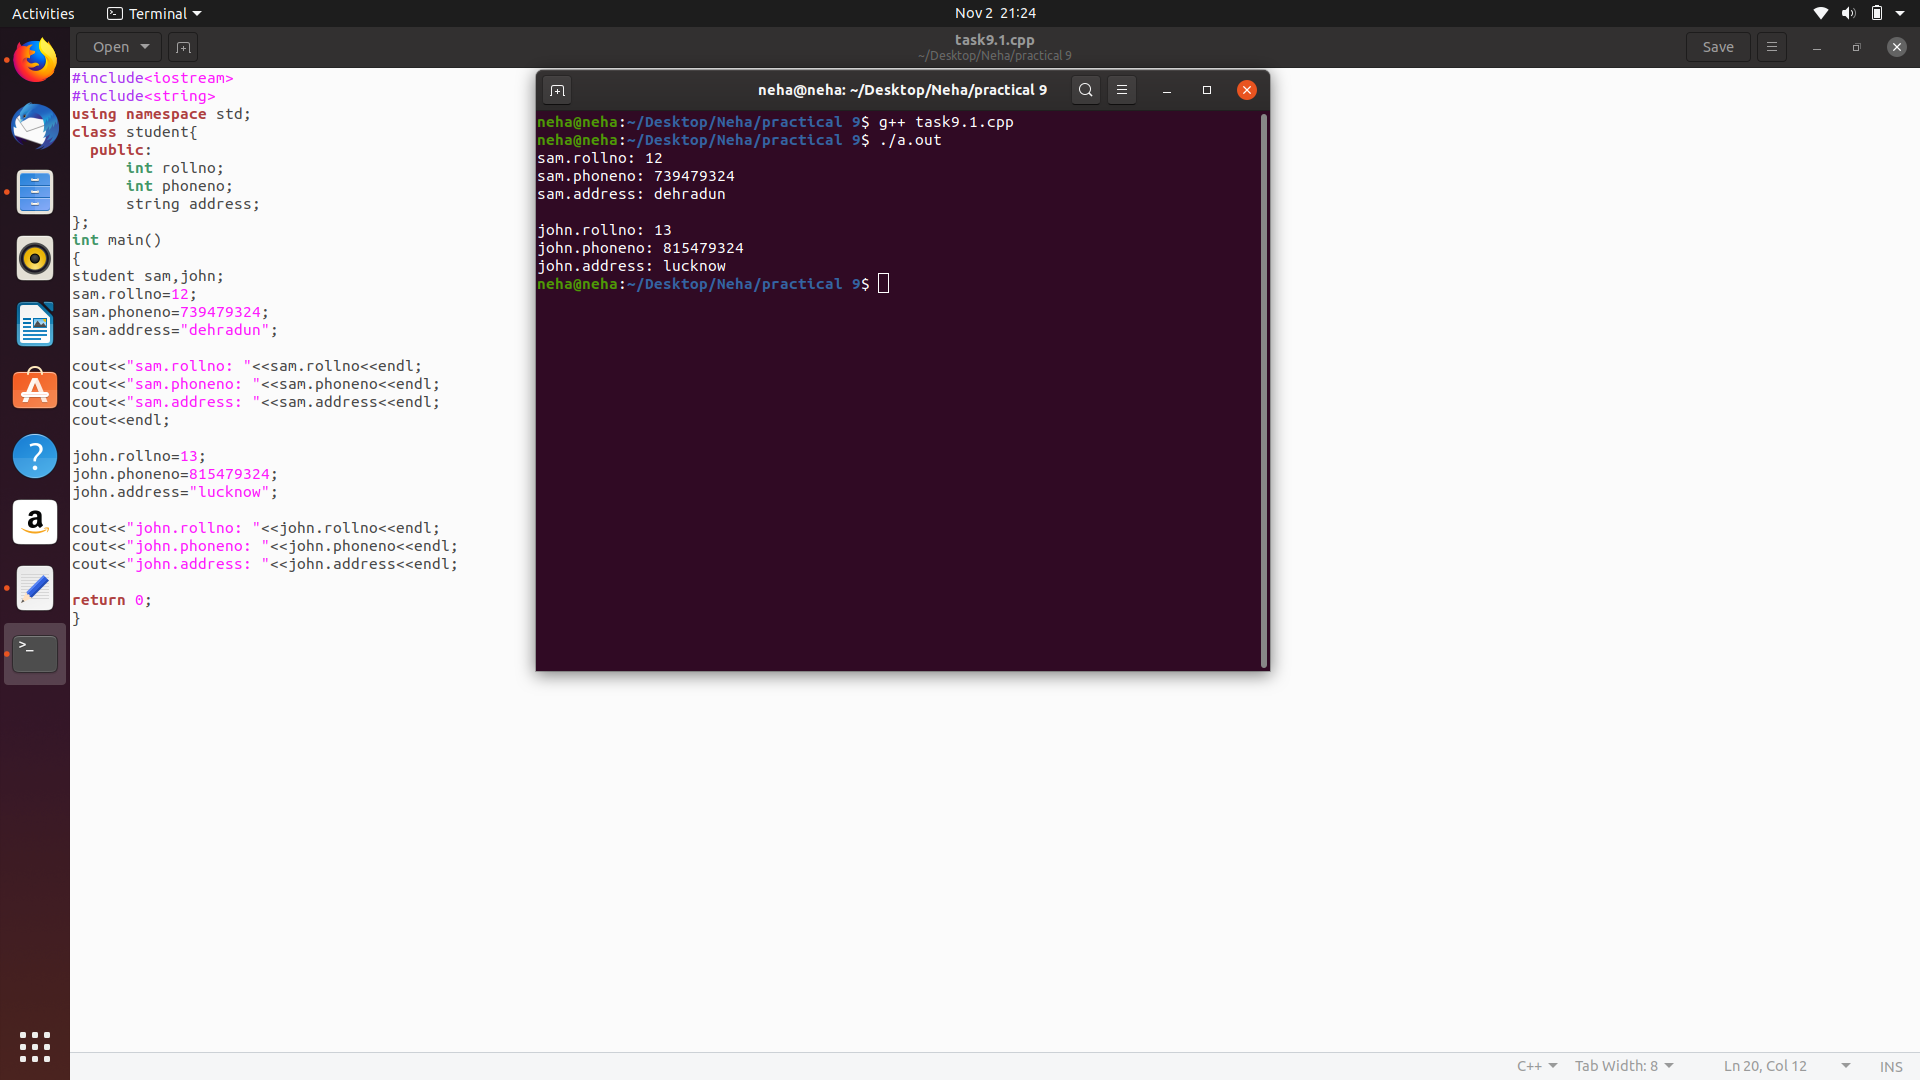 Activities
Terminal
Nov 2 21:24
Open
task9.1.cpp
~/Desktop/Neha/practical 9
Save
#include<iostream>
#include<string>
using namespace std;
class student{
public:
int rollno;
int phoneno;
string address;
};
int main()
{
student sam,john;
sam.rollno=12;
sam.phoneno=739479324;
sam.address="dehradun";
cout<<"sam.rollno: "<<sam.rollno<<endl;
cout<<"sam.phoneno: "<<sam.phoneno<<endl;
cout<<"sam.address: "<<sam.address<<endl;
cout<<endl;
john.rollno=13;
john.phoneno=815479324;
john.address="lucknow";
cout<<"john.rollno: "<<john.rollno<<endl;
cout<<"john.phoneno: "<<john.phoneno<<endl;
cout<<"john.address: "<<john.address<<endl;
return 0;
}
neha@neha: ~/Desktop/Neha/practical 9
neha@neha:~/Desktop/Neha/practical 9$ g++ task9.1.cpp
neha@neha:~/Desktop/Neha/practical 9$ ./a.out
sam.rollno: 12
sam.phoneno: 739479324
sam.address: dehradun
john.rollno: 13
john.phoneno: 815479324
john.address: lucknow
neha@neha:~/Desktop/Neha/practical 9$
C++
Tab Width: 8
Ln 20, Col 12
INS